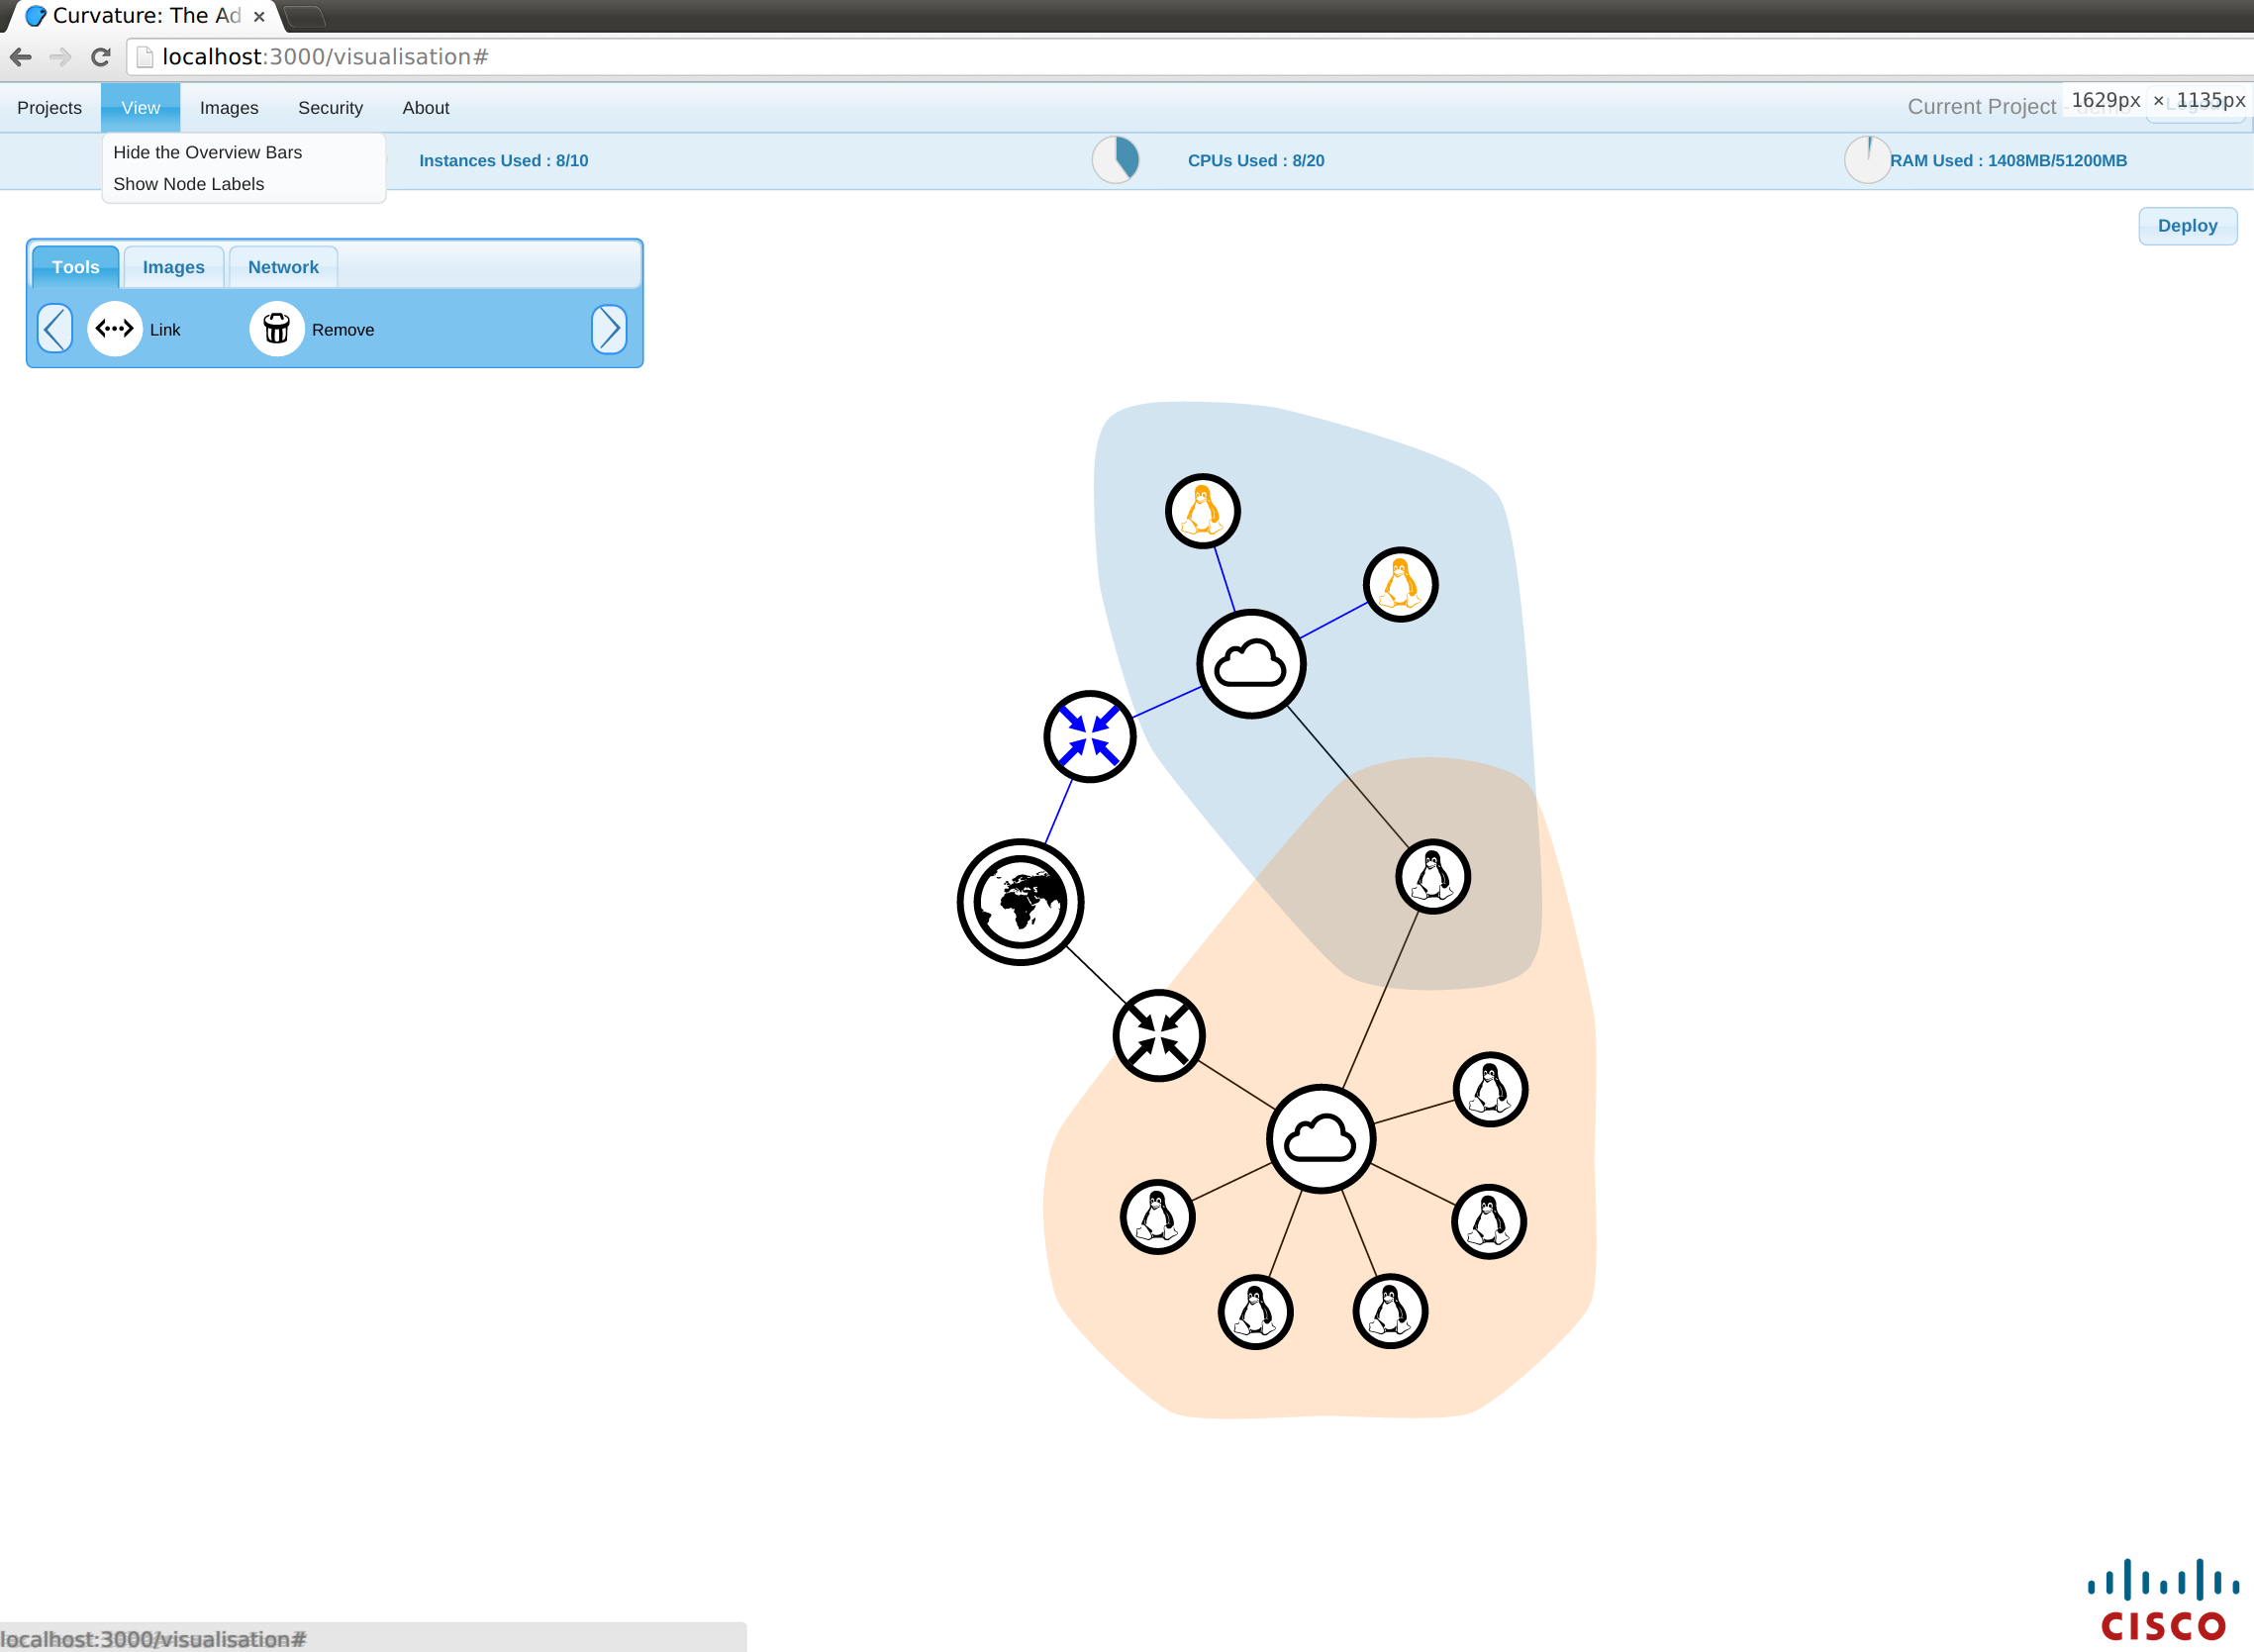 Curvature: The Ad ×
localhost:3000/visualisation#
Projects View Images Security About Current Project 1629px × 1135px
Hide the Overview Bars
Show Node Labels
Instances Used : 8/10 CPUs Used : 8/20 RAM Used : 1408MB/51200MB
Deploy
Tools Images Network
Link Remove
CISCO
localhost:3000/visualisation#